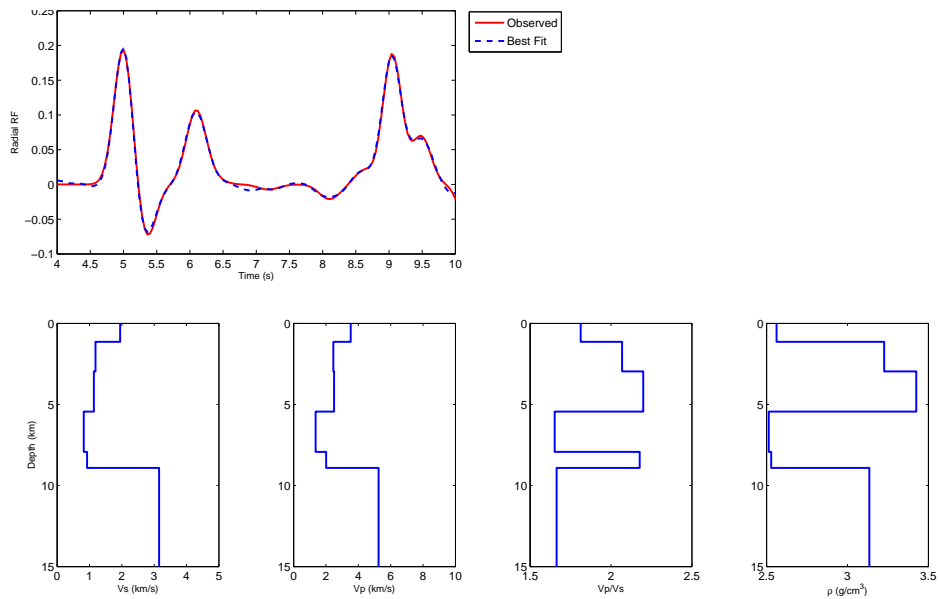 0.25
0.2
0.15
0.1
0.05
0
−0.05
−0.1
Radial RF
4 4.5 5 5.5 6 6.5 7 7.5 8 8.5 9 9.5 10
Time (s)
Observed
Best Fit
0
5
10
15
Depth (km)
0 1 2 3 4 5
Vs (km/s)
0
5
10
15
0 2 4 6 8 10
Vp (km/s)
0
5
10
15
1.5 2 2.5
Vp/Vs
0
5
10
15
2.5 3 3.5
ρ (g/cm³)